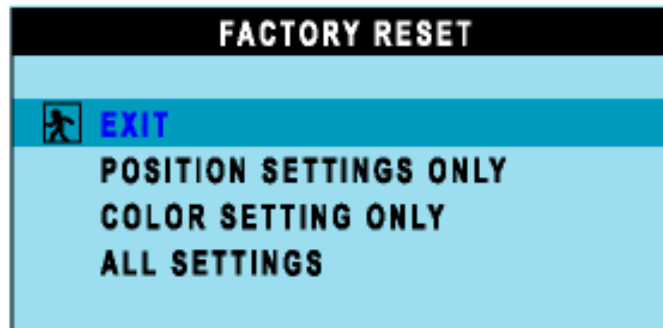 FACTORY RESET
EXIT
POSITION SETTINGS ONLY
COLOR SETTING ONLY
ALL SETTINGS